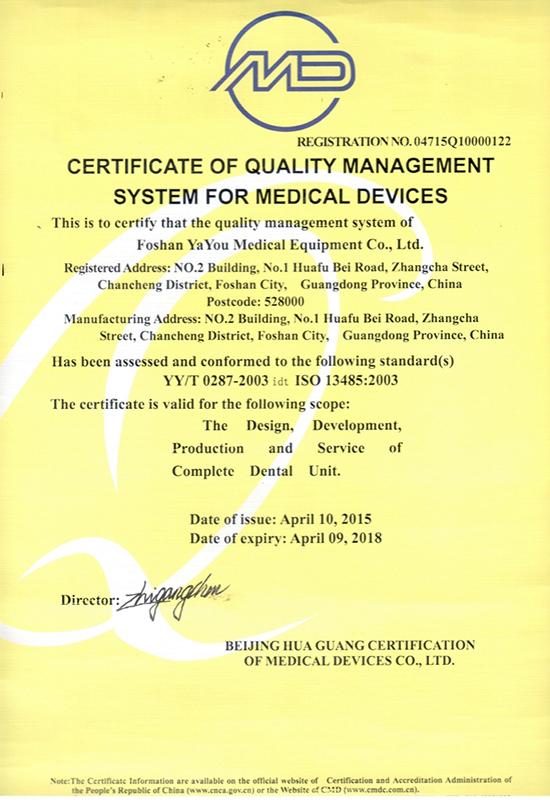 MD
REGISTRATION NO. 04715Q10000122
CERTIFICATE OF QUALITY MANAGEMENT
SYSTEM FOR MEDICAL DEVICES
This is to certify that the quality management system of
Foshan YaYou Medical Equipment Co., Ltd.
Registered Address: NO.2 Building, No.1 Huafu Bei Road, Zhangcha Street,
Chancheng District, Foshan City, Guangdong Province, China
Postcode: 528000
Manufacturing Address: NO.2 Building, No.1 Huafu Bei Road, Zhangcha
Street, Chancheng District, Foshan City, Guangdong Province, China
Has been assessed and conformed to the following standard(s)
YY/T 0287-2003 idt ISO 13485:2003
The certificate is valid for the following scope:
The Design, Development,
Production and Service of
Complete Dental Unit.
Date of issue: April 10, 2015
Date of expiry: April 09, 2018
Director:
BEIJING HUA GUANG CERTIFICATION
OF MEDICAL DEVICES CO., LTD.
Note:The Certificate Information are available on the official website of Certification and Accreditation Administration of
the People's Republic of China (www.cnca.gov.cn) or the Website of CMD (www.cmdc.com.cn).